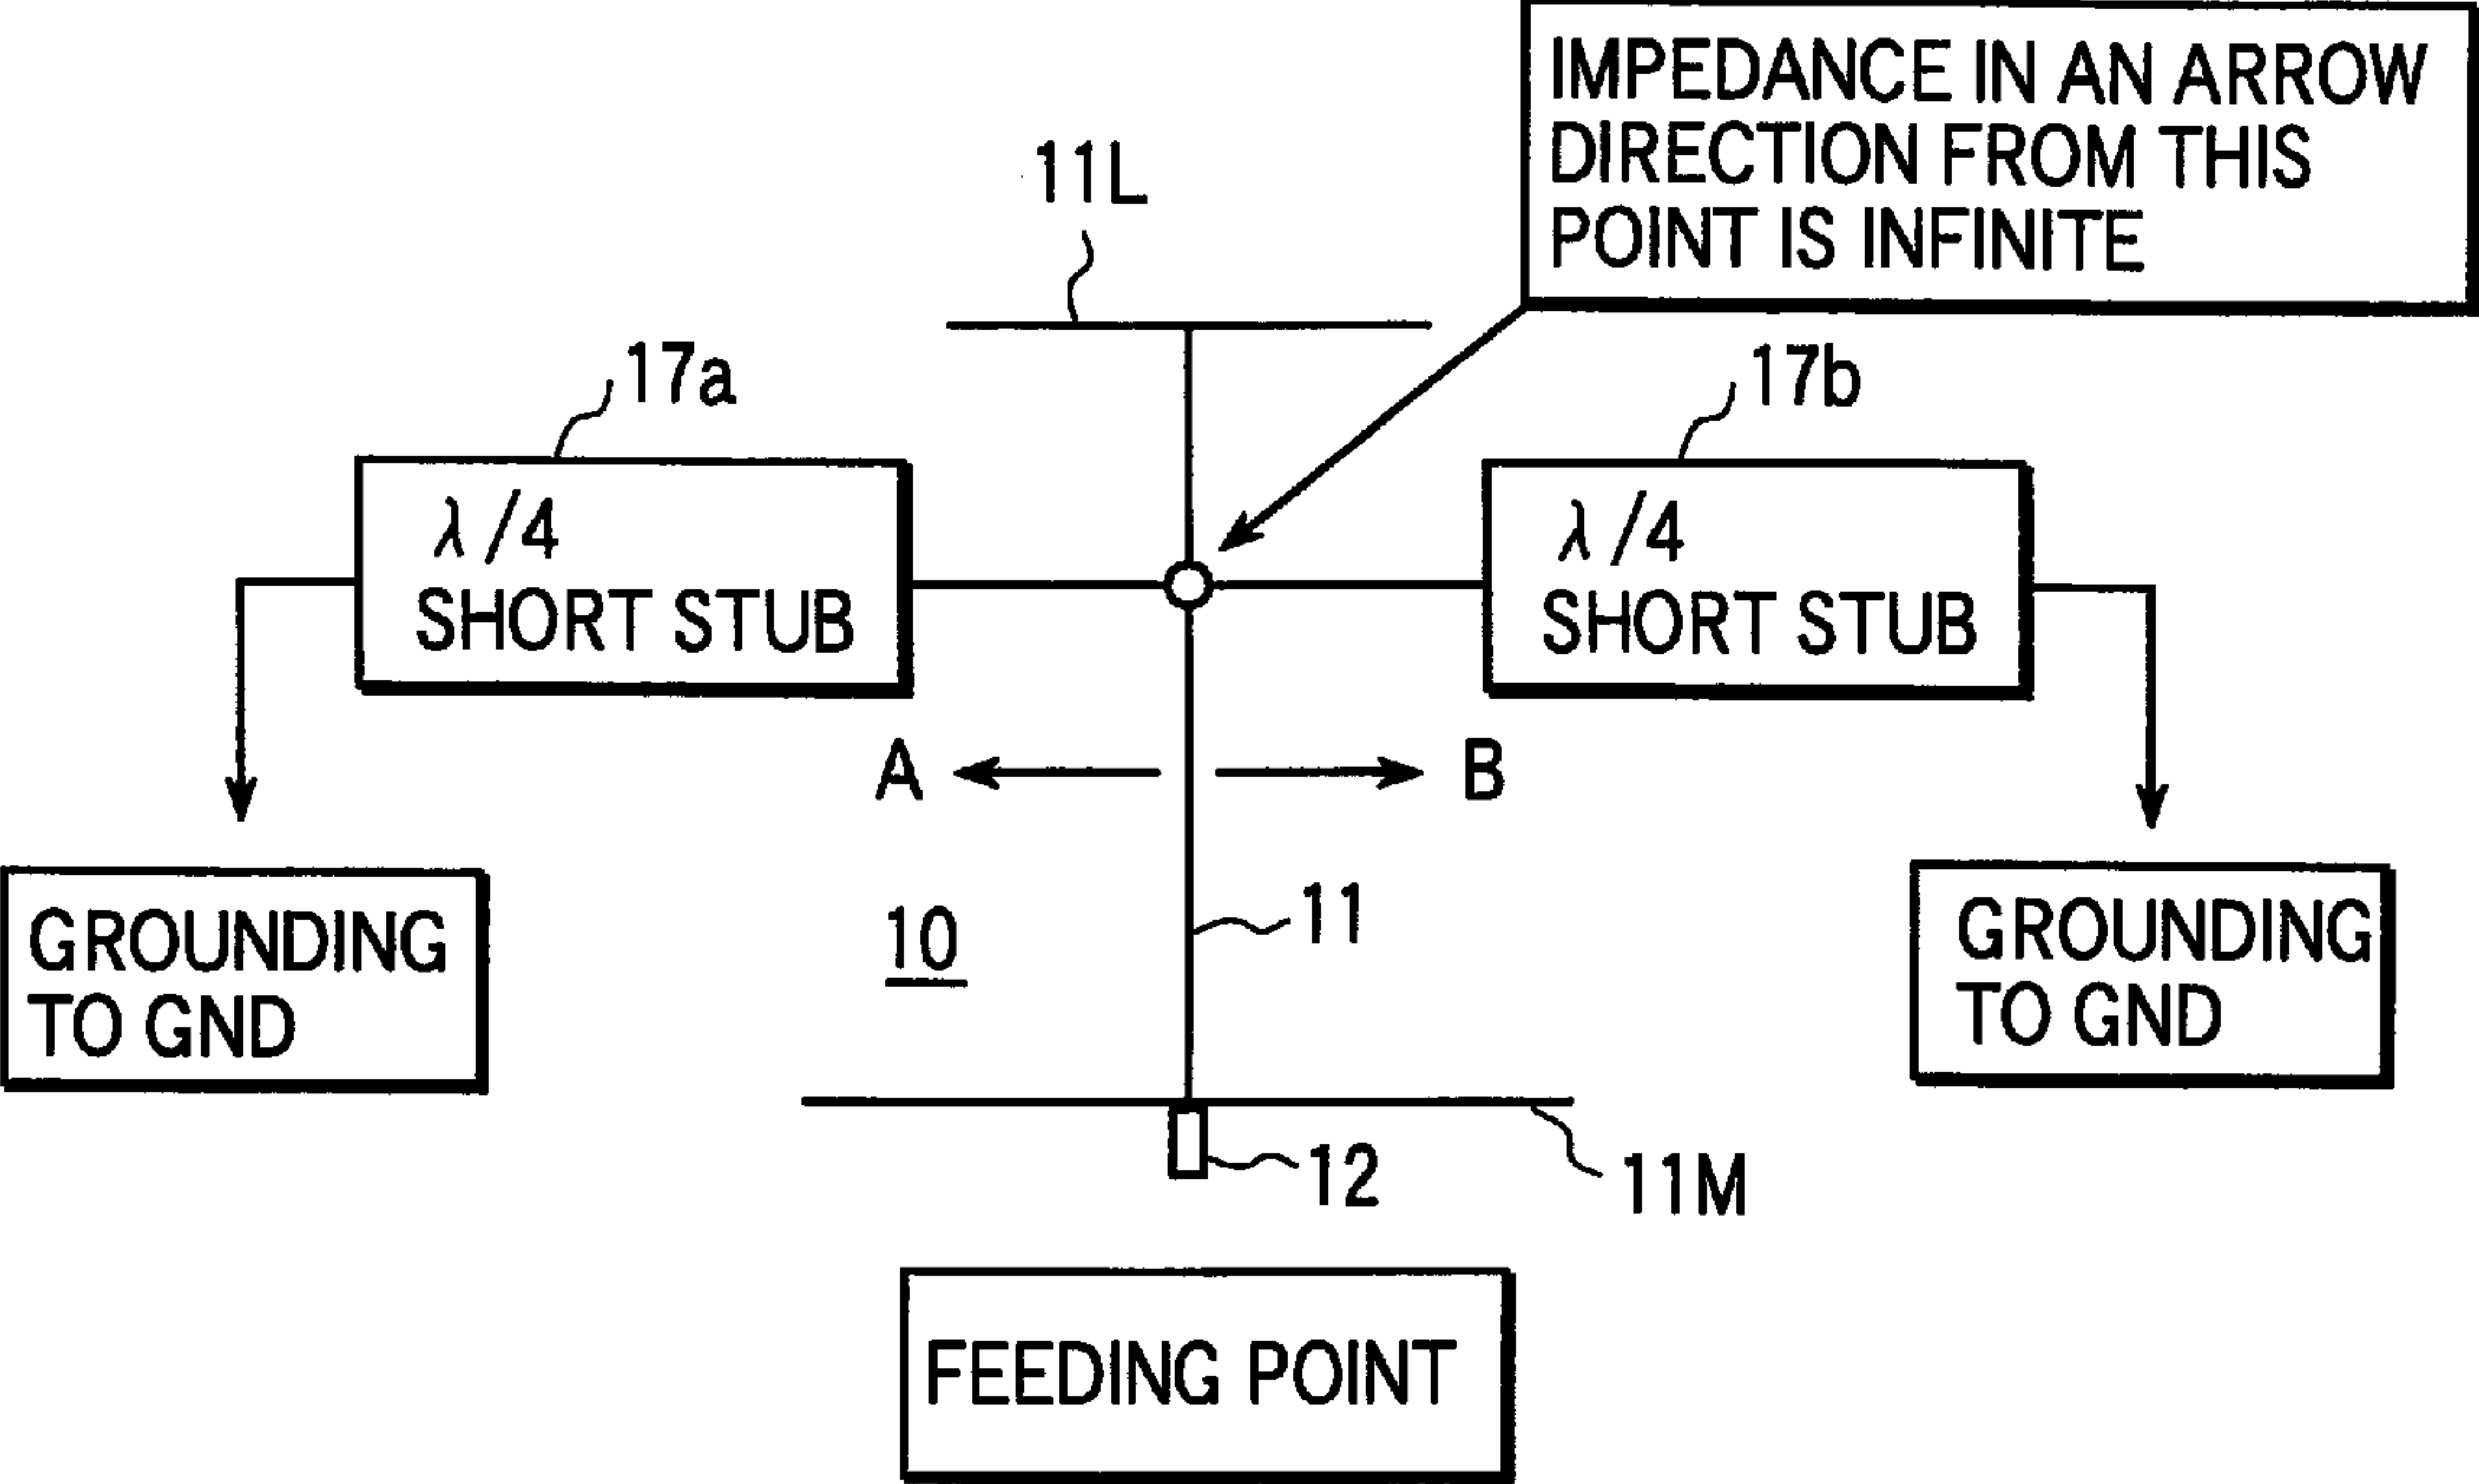 IMPEDANCE IN AN ARROW
DIRECTION FROM THIS
POINT IS INFINITE
11L
17a
17b
λ/4
SHORT STUB
λ/4
SHORT STUB
A
B
GROUNDING
TO GND
10
11
GROUNDING
TO GND
12
11M
FEEDING POINT